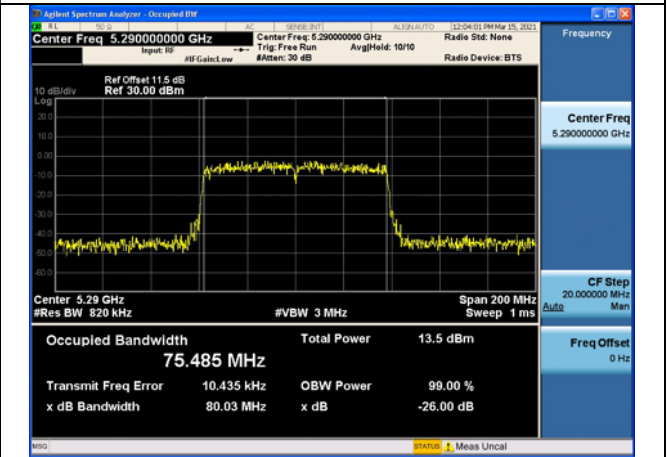 Agilent Spectrum Analyzer - Occupied BW
RL 50 Ω AC SENSE:INT ALIGNAUTO 12:04:01 PM Mar 15, 2021
Center Freq 5.290000000 GHz
Input: RF
#IFGain:Low
Center Freq: 5.290000000 GHz
Trig: Free Run Avg|Hold: 10/10
#Atten: 30 dB
Radio Std: None
Radio Device: BTS
Frequency
Ref Offset 11.5 dB
10 dB/div Ref 30.00 dBm
Log
20.0
10.0
0.00
-10.0
-20.0
-30.0
-40.0
-50.0
-60.0
Center Freq
5.290000000 GHz
CF Step
20.000000 MHz
Auto Man
Freq Offset
0 Hz
Center 5.29 GHz Span 200 MHz
#Res BW 820 kHz #VBW 3 MHz Sweep 1 ms
Occupied Bandwidth Total Power 13.5 dBm
75.485 MHz
Transmit Freq Error 10.435 kHz OBW Power 99.00 %
x dB Bandwidth 80.03 MHz x dB -26.00 dB
MSG STATUS Meas Uncal